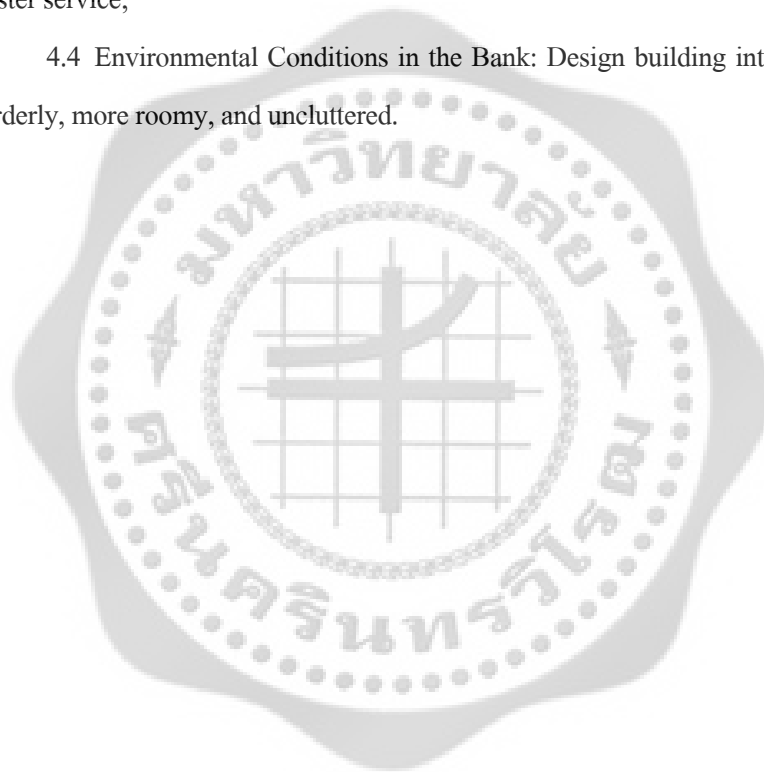 ster service,
4.4 Environmental Conditions in the Bank: Design building int
rderly, more roomy, and uncluttered.
มหาวิทยาลัย
ศรีนครินทรวิโรฒ